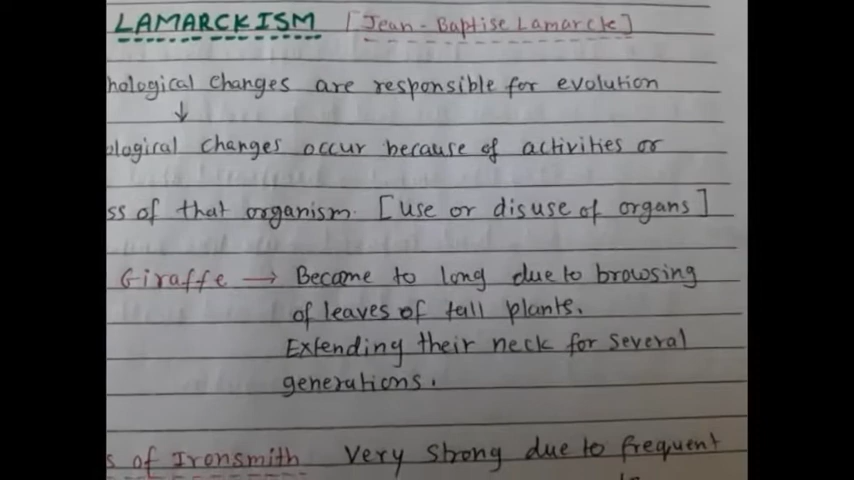 LAMARCKISM [Jean-Baptise Lamarck]
hological changes are responsible for evolution
↓
ological changes occur because of activities or
ss of that organism. [Use or disuse of organs]
Giraffe → Became to long due to browsing
of leaves of tall plants.
Extending their neck for several
generations.
s of Ironsmith Very strong due to frequent